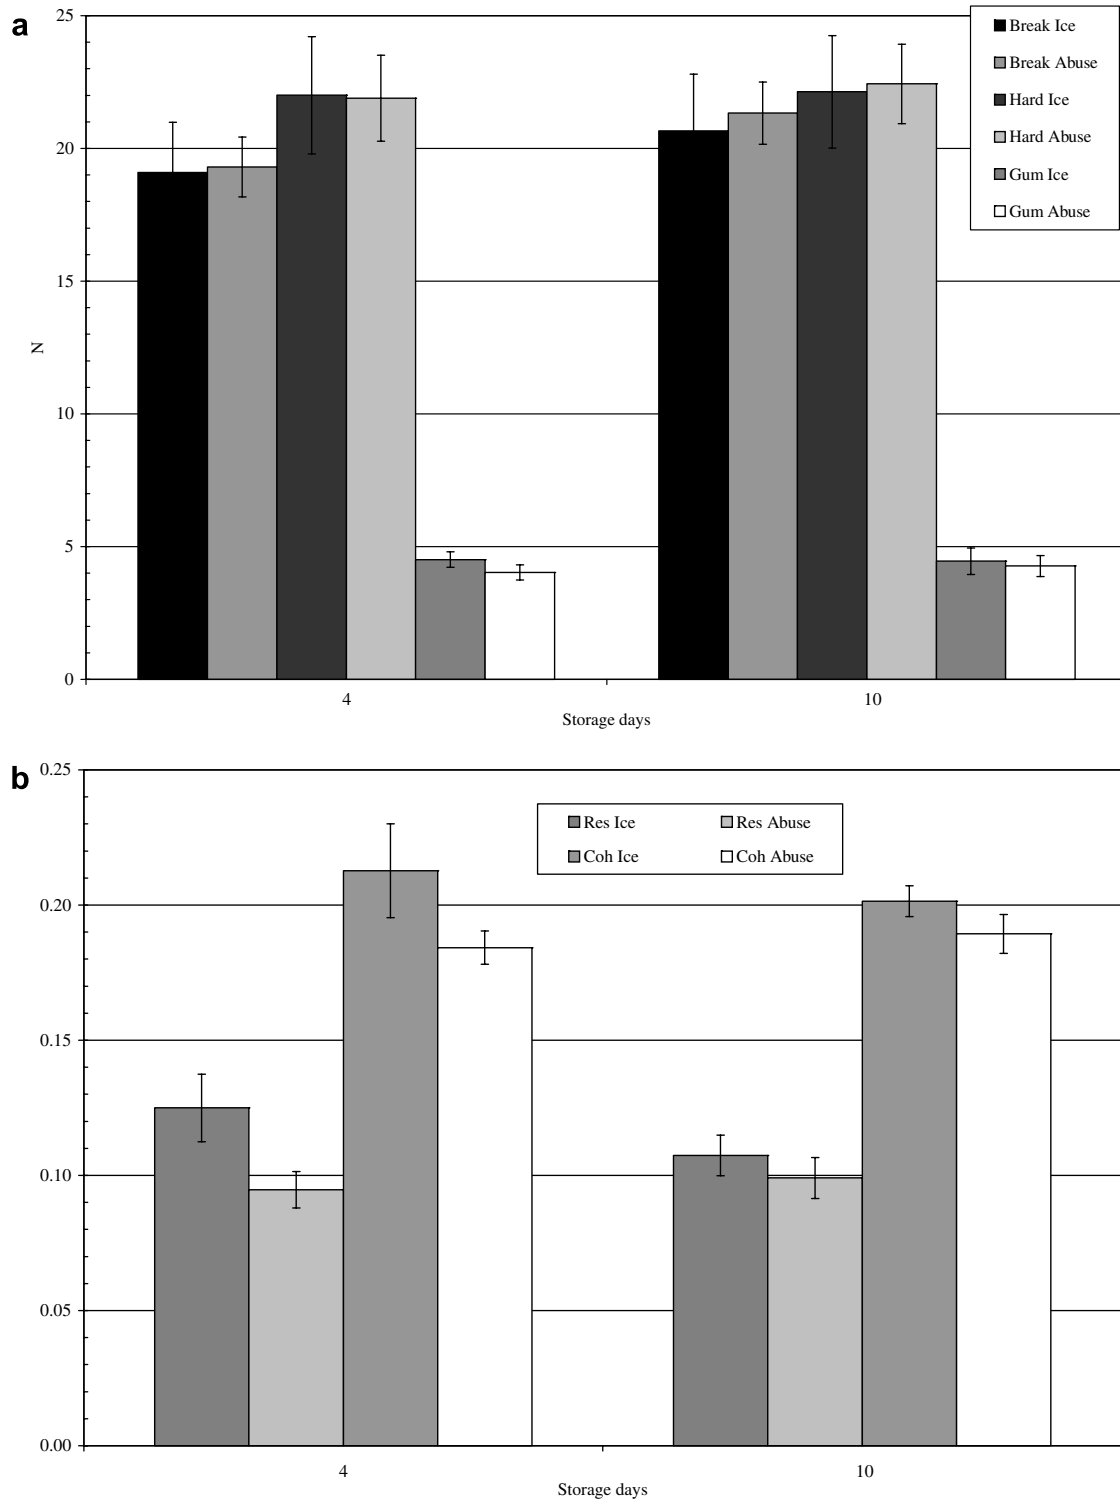 a
25
20
15
10
5
0
N
4
10
Storage days
Break Ice
Break Abuse
Hard Ice
Hard Abuse
Gum Ice
Gum Abuse
b
0.25
0.20
0.15
0.10
0.05
0.00
Res Ice Res Abuse
Coh Ice Coh Abuse
4
10
Storage days